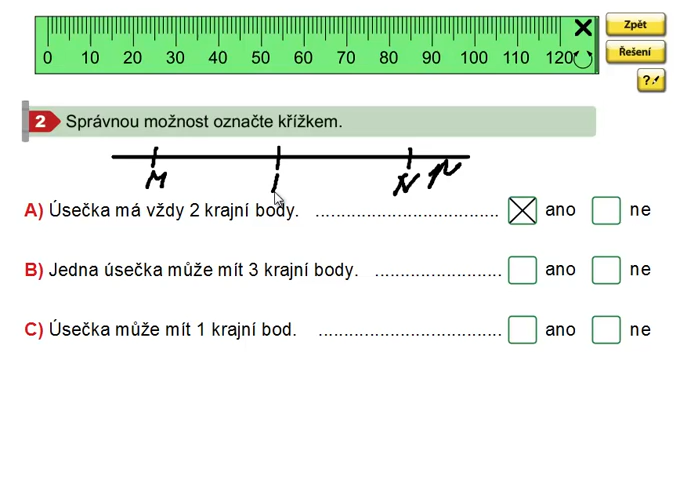 Zpět
0 10 20 30 40 50 60 70 80 90 100 110 120
Řešení
?
2 Správnou možnost označte křížkem.
M I N n
A) Úsečka má vždy 2 krajní body. ................................... ano ne
B) Jedna úsečka může mít 3 krajní body. ........................ ano ne
C) Úsečka může mít 1 krajní bod. ................................... ano ne